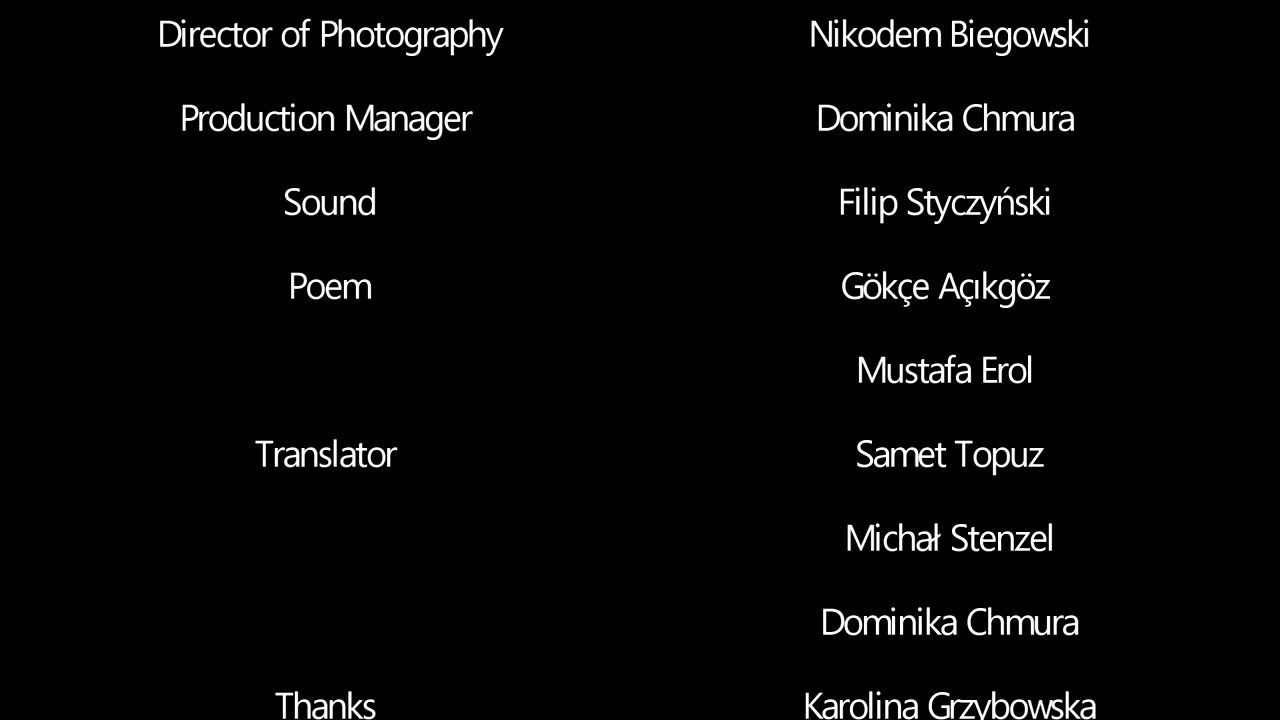 Director of Photography Nikodem Biegowski
Production Manager Dominika Chmura
Sound Filip Styczyński
Poem Gökçe Açıkgöz
Mustafa Erol
Translator Samet Topuz
Michał Stenzel
Dominika Chmura
Thanks Karolina Grzybowska